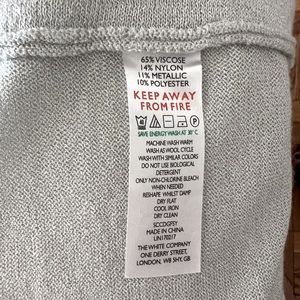 65% VISCOSE
14% NYLON
11% METALLIC
10% POLYESTER
KEEP AWAY
FROM FIRE
SAVE ENERGY WASH AT 30°C
MACHINE WASH WARM
WASH AS WOOL CYCLE
WASH WITH SIMILAR COLORS
DO NOT USE BIOLOGICAL
DETERGENT
ONLY NON-CHLORINE BLEACH
WHEN NEEDED
RESHAPE WHILST DAMP
DRY FLAT
COOL IRON
DRY CLEAN
SCCDGPSY
MADE IN CHINA
LIN170217
THE WHITE COMPANY
ONE DERRY STREET,
LONDON, W8 5HY, GB